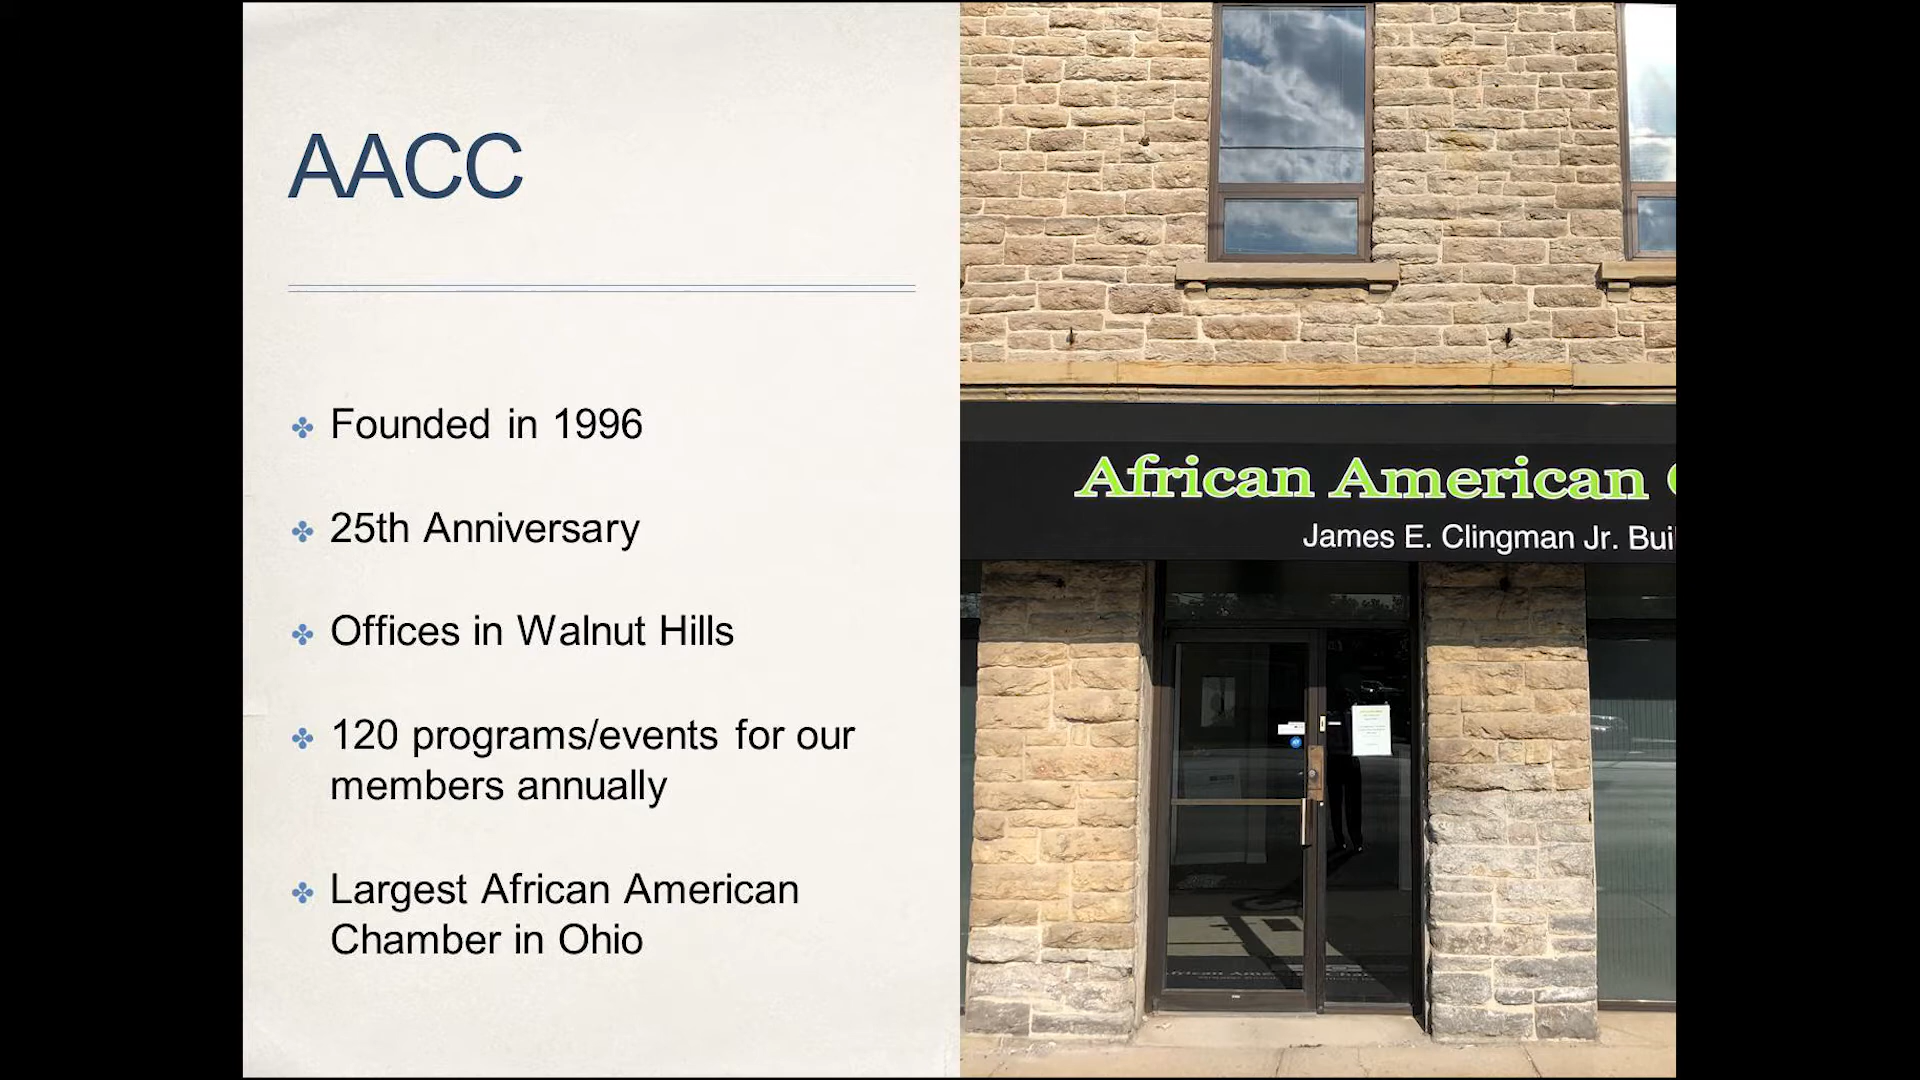 AACC
Founded in 1996
25th Anniversary
Offices in Walnut Hills
120 programs/events for our
members annually
Largest African American
Chamber in Ohio
African American
James E. Clingman Jr. Bui